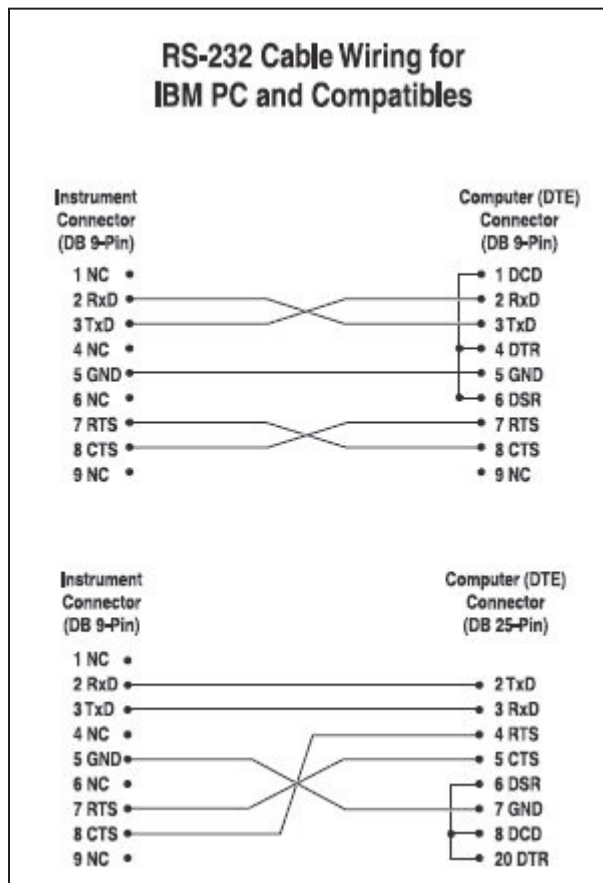 RS-232 Cable Wiring for
IBM PC and Compatibles
Instrument
Connector
(DB 9-Pin)
1 NC
2 RxD
3 TxD
4 NC
5 GND
6 NC
7 RTS
8 CTS
9 NC
Computer (DTE)
Connector
(DB 9-Pin)
1 DCD
2 RxD
3 TxD
4 DTR
5 GND
6 DSR
7 RTS
8 CTS
9 NC
Instrument
Connector
(DB 9-Pin)
1 NC
2 RxD
3 TxD
4 NC
5 GND
6 NC
7 RTS
8 CTS
9 NC
Computer (DTE)
Connector
(DB 25-Pin)
2 TxD
3 RxD
4 RTS
5 CTS
6 DSR
7 GND
8 DCD
20 DTR